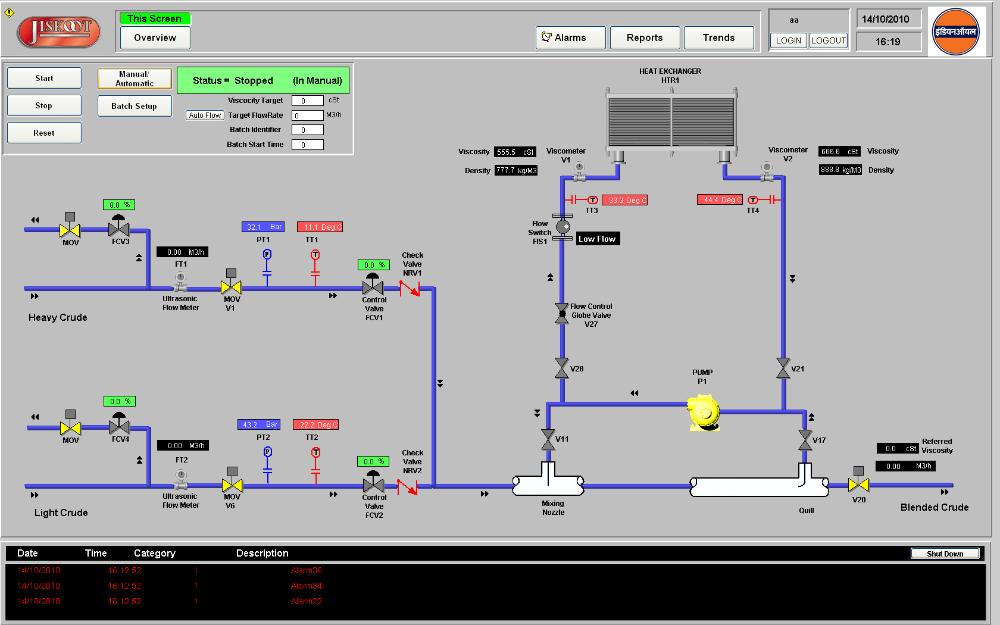 This Screen
JISKOOT
Overview
Alarms
Reports
Trends
aa
LOGIN
LOGOUT
14/10/2010
16:19
इंडियनऑयल
Start
Manual/
Automatic
Status = Stopped (In Manual)
Stop
Batch Setup
Reset
Viscocity Target 0 cSt
Auto Flow Target FlowRate 0 M3/h
Batch Identifier 0
Batch Start Time 0
HEAT EXCHANGER
HTR1
Viscosity 555.5 cSt
Density 777.7 kg/M3
Viscometer
V1
Viscometer
V2
666.6 cSt Viscosity
888.8 kg/M3 Density
T 33.3 Deg C
TT3
44.4 Deg C T
TT4
Flow
Switch
FIS1
Low Flow
0.0 %
MOV
FCV3
0.00 M3/h
FT1
32.1 Bar
PT1
P
11.1 Deg C
TT1
T
0.0 %
Check
Valve
NRV1
Ultrasonic
Flow Meter
MOV
V1
Control
Valve
FCV1
Heavy Crude
Flow Control
Globe Valve
V27
V28
V21
PUMP
P1
0.0 %
MOV
FCV4
0.00 M3/h
FT2
43.2 Bar
PT2
P
22.2 Deg C
TT2
T
0.0 %
Check
Valve
NRV2
Ultrasonic
Flow Meter
MOV
V6
Control
Valve
FCV2
Light Crude
V11
V17
Mixing
Nozzle
Quill
0.0 cSt
Referred
Viscosity
0.00 M3/h
V20
Blended Crude
Date Time Category Description
Shut Down
14/10/2010 16:12:52 1 Alarm36
14/10/2010 16:12:52 1 Alarm34
14/10/2010 16:12:52 1 Alarm22